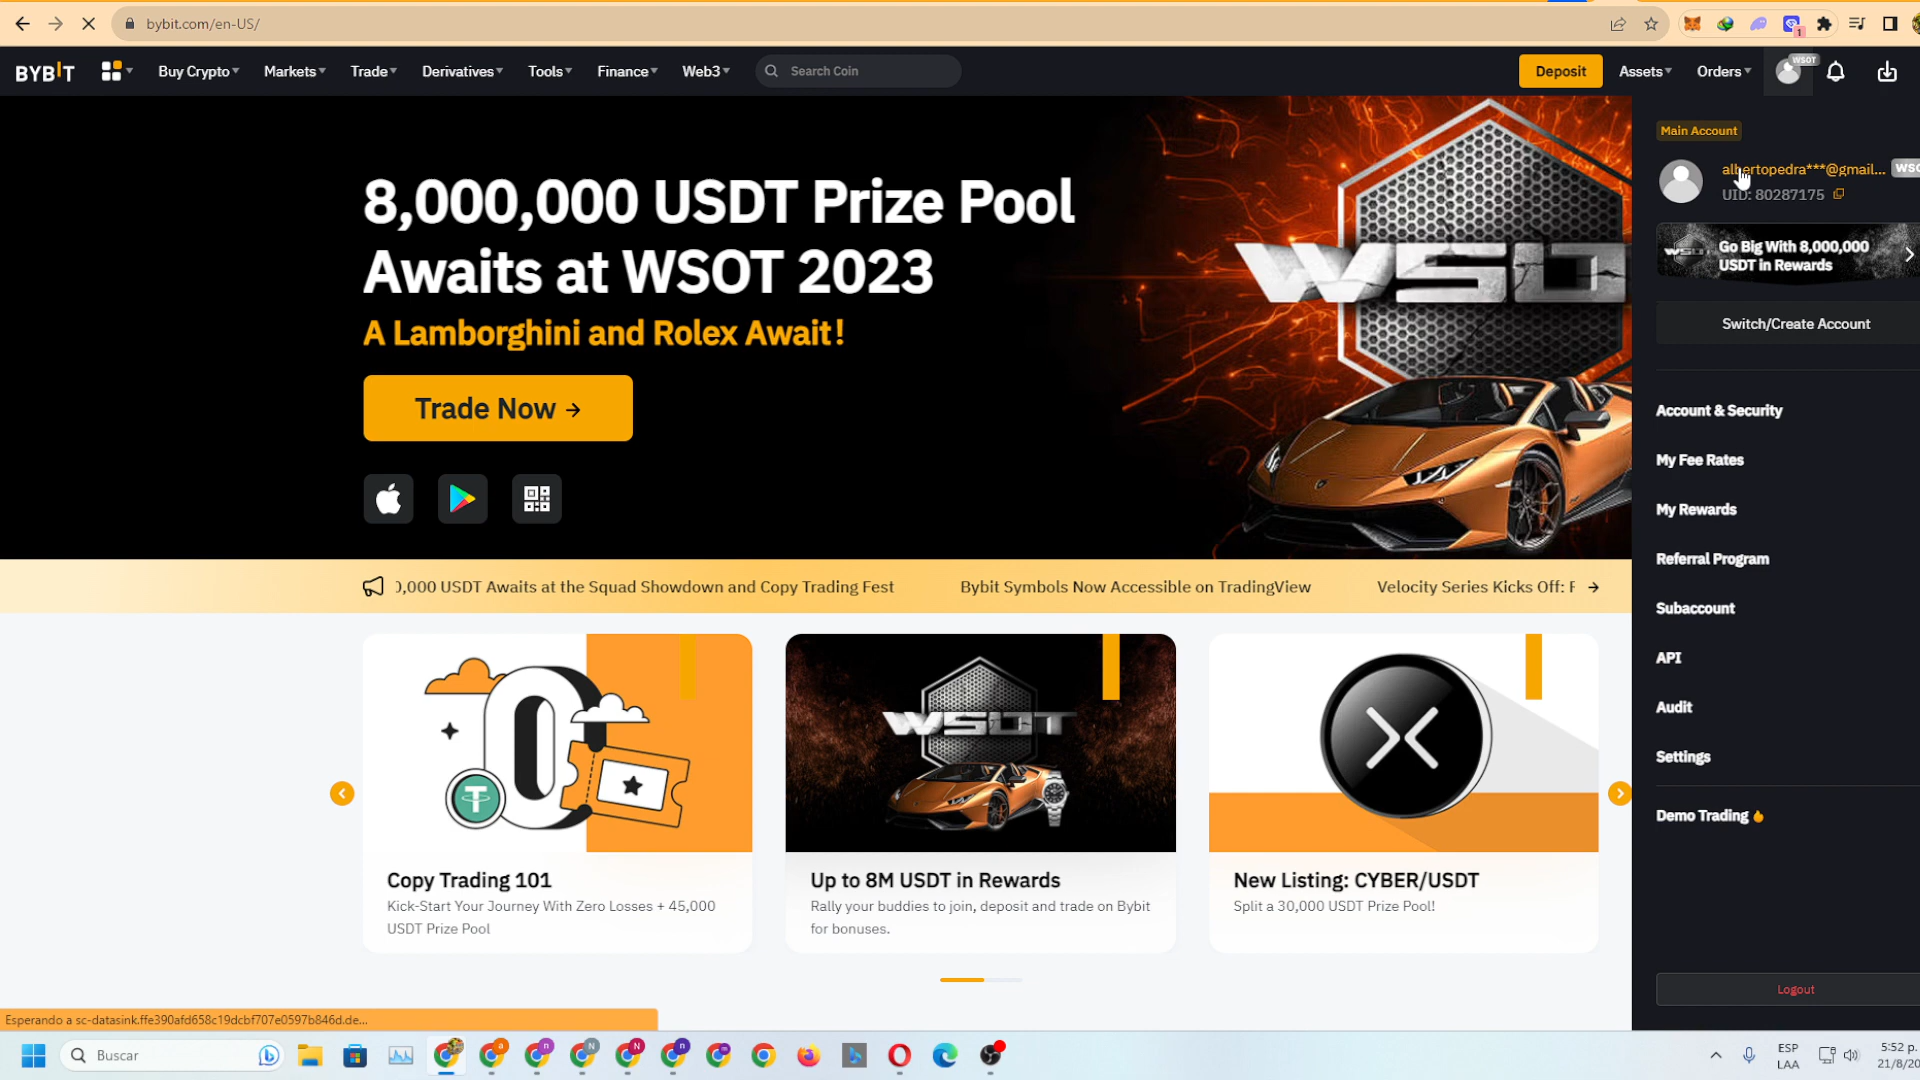 bybit.com/en-US/
1
BYBIT
Buy Crypto
Markets
Trade
Derivatives
Tools
Finance
Web3
Search Coin
Deposit
Assets
Orders
WSOT
8,000,000 USDT Prize Pool
Awaits at WSOT 2023
A Lamborghini and Rolex Await!
Trade Now →
WSOT
Main Account
albertopedra***@gmail...
UID: 80287175
WSOT
Go Big With 8,000,000
USDT in Rewards
Switch/Create Account
Account & Security
My Fee Rates
My Rewards
Referral Program
Subaccount
API
Audit
Settings
Demo Trading
Logout
0,000 USDT Awaits at the Squad Showdown and Copy Trading Fest
Bybit Symbols Now Accessible on TradingView
Velocity Series Kicks Off:
WSOT
Copy Trading 101
Kick-Start Your Journey With Zero Losses + 45,000
USDT Prize Pool
Up to 8M USDT in Rewards
Rally your buddies to join, deposit and trade on Bybit
for bonuses.
New Listing: CYBER/USDT
Split a 30,000 USDT Prize Pool!
Esperando a sc-datasink.ffe390afd658c19dcbf707e0597b846d.de...
Buscar
ESP
LAA
5:52 p.
21/8/20